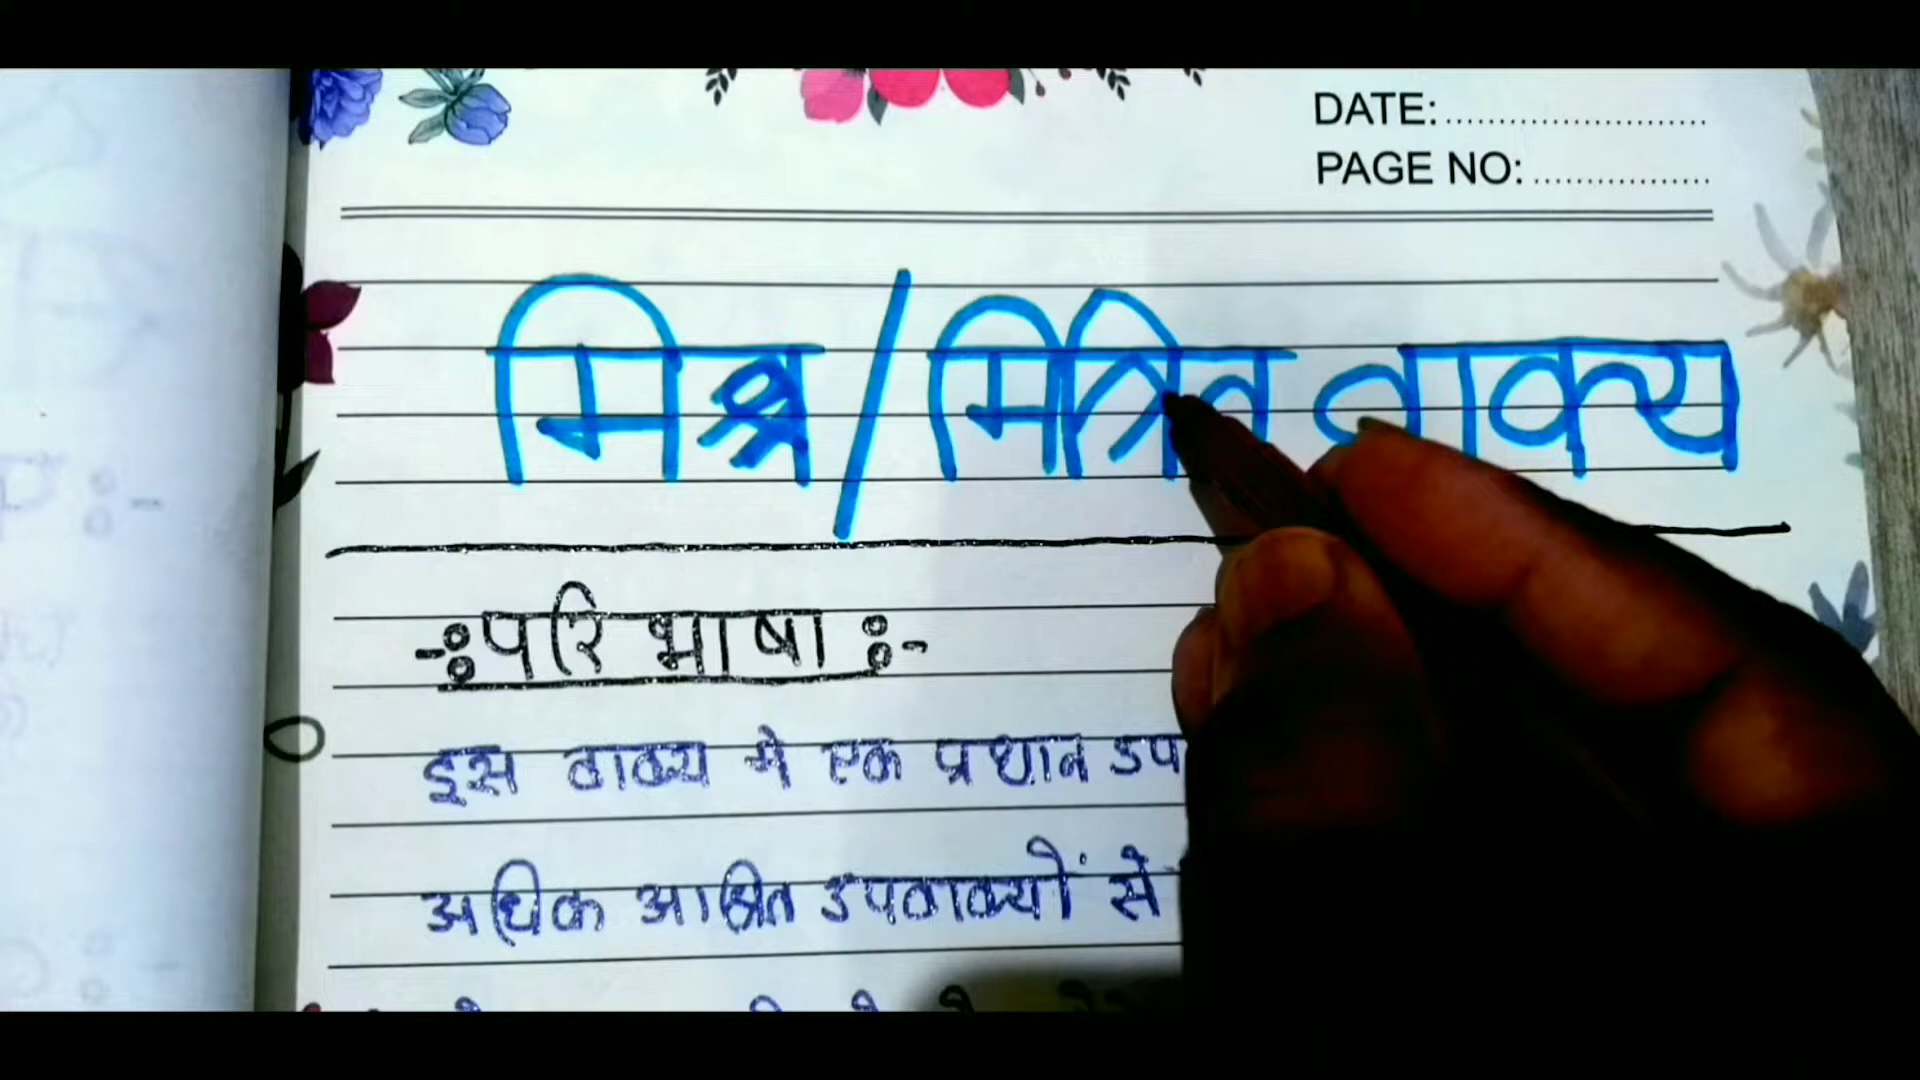 DATE:........................
PAGE NO:.................
मिश्र/मित्रित वाक्य
-:परिभाषा:-
इस वाक्य मे एक प्रधान उप
अधिक आश्रित उपवाक्यों से